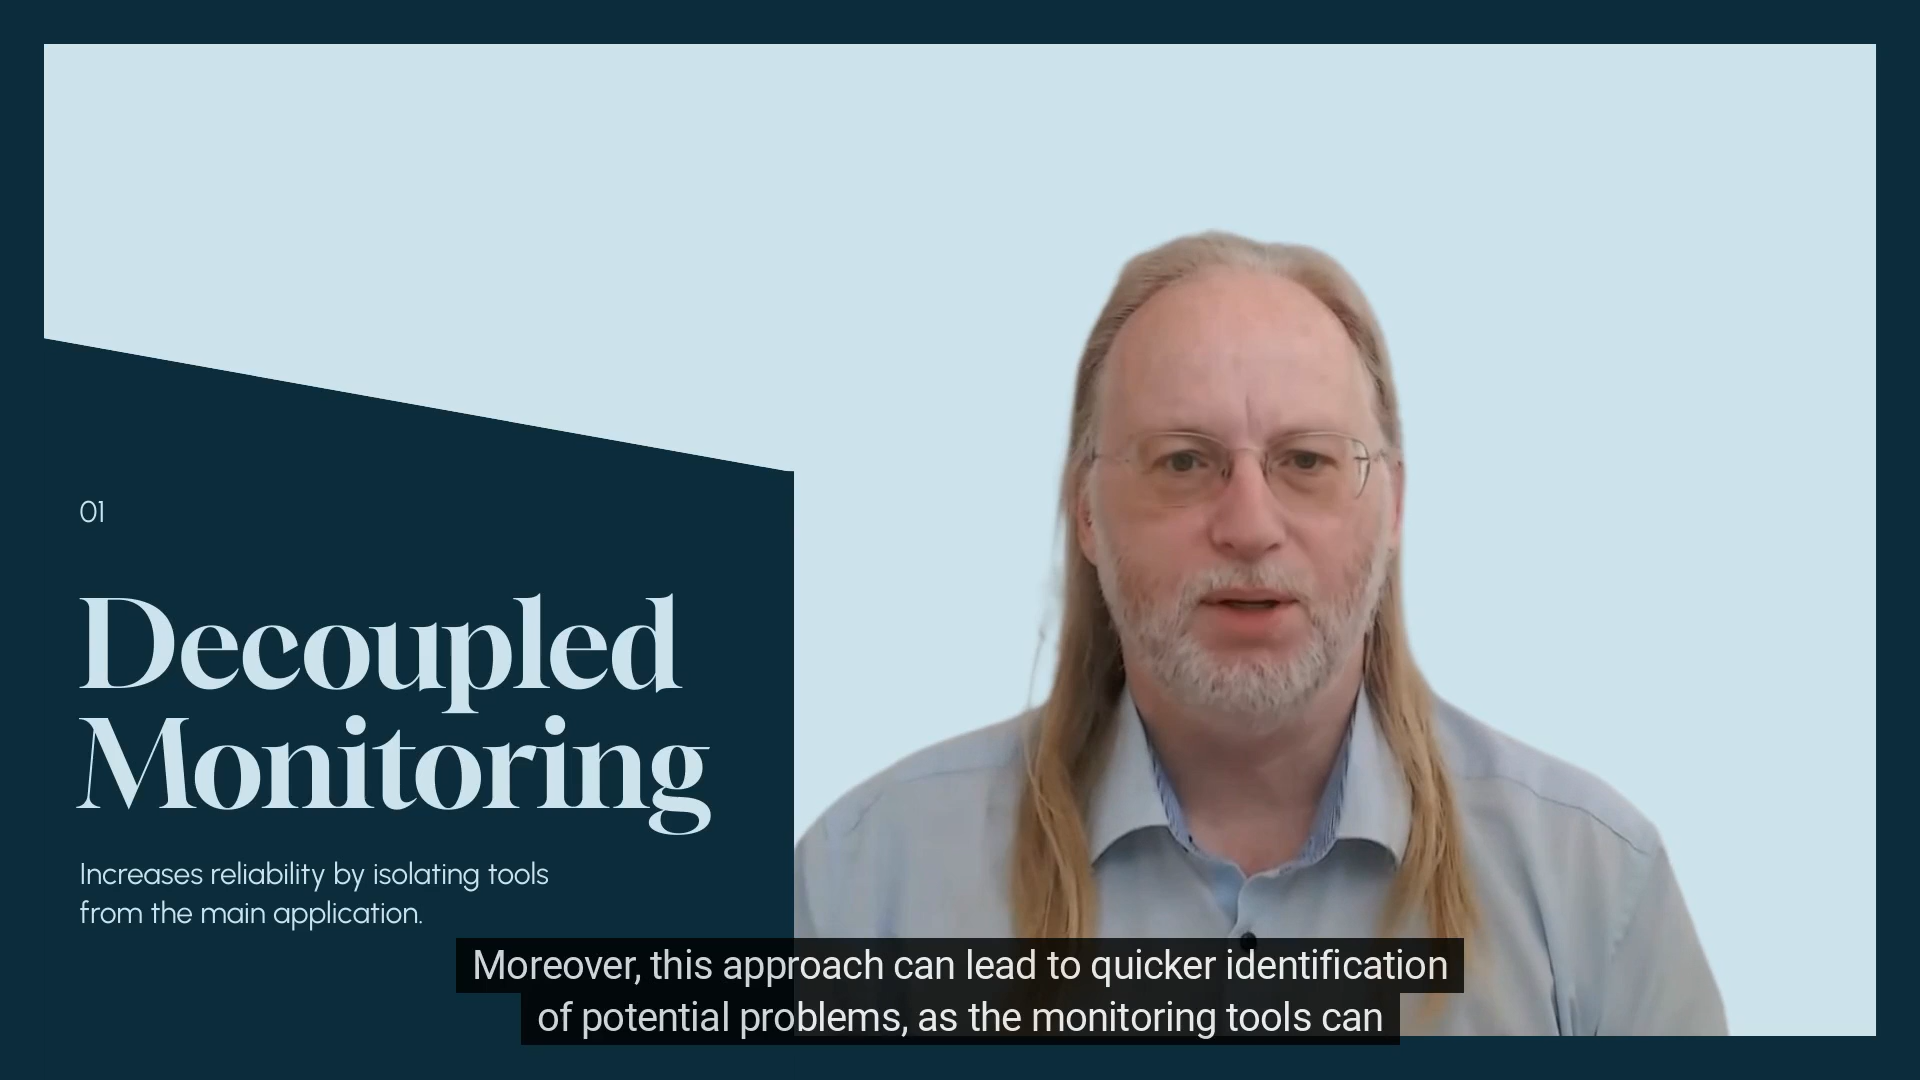 01
Decoupled
Monitoring
Increases reliability by isolating tools
from the main application.
Moreover, this approach can lead to quicker identification
of potential problems, as the monitoring tools can